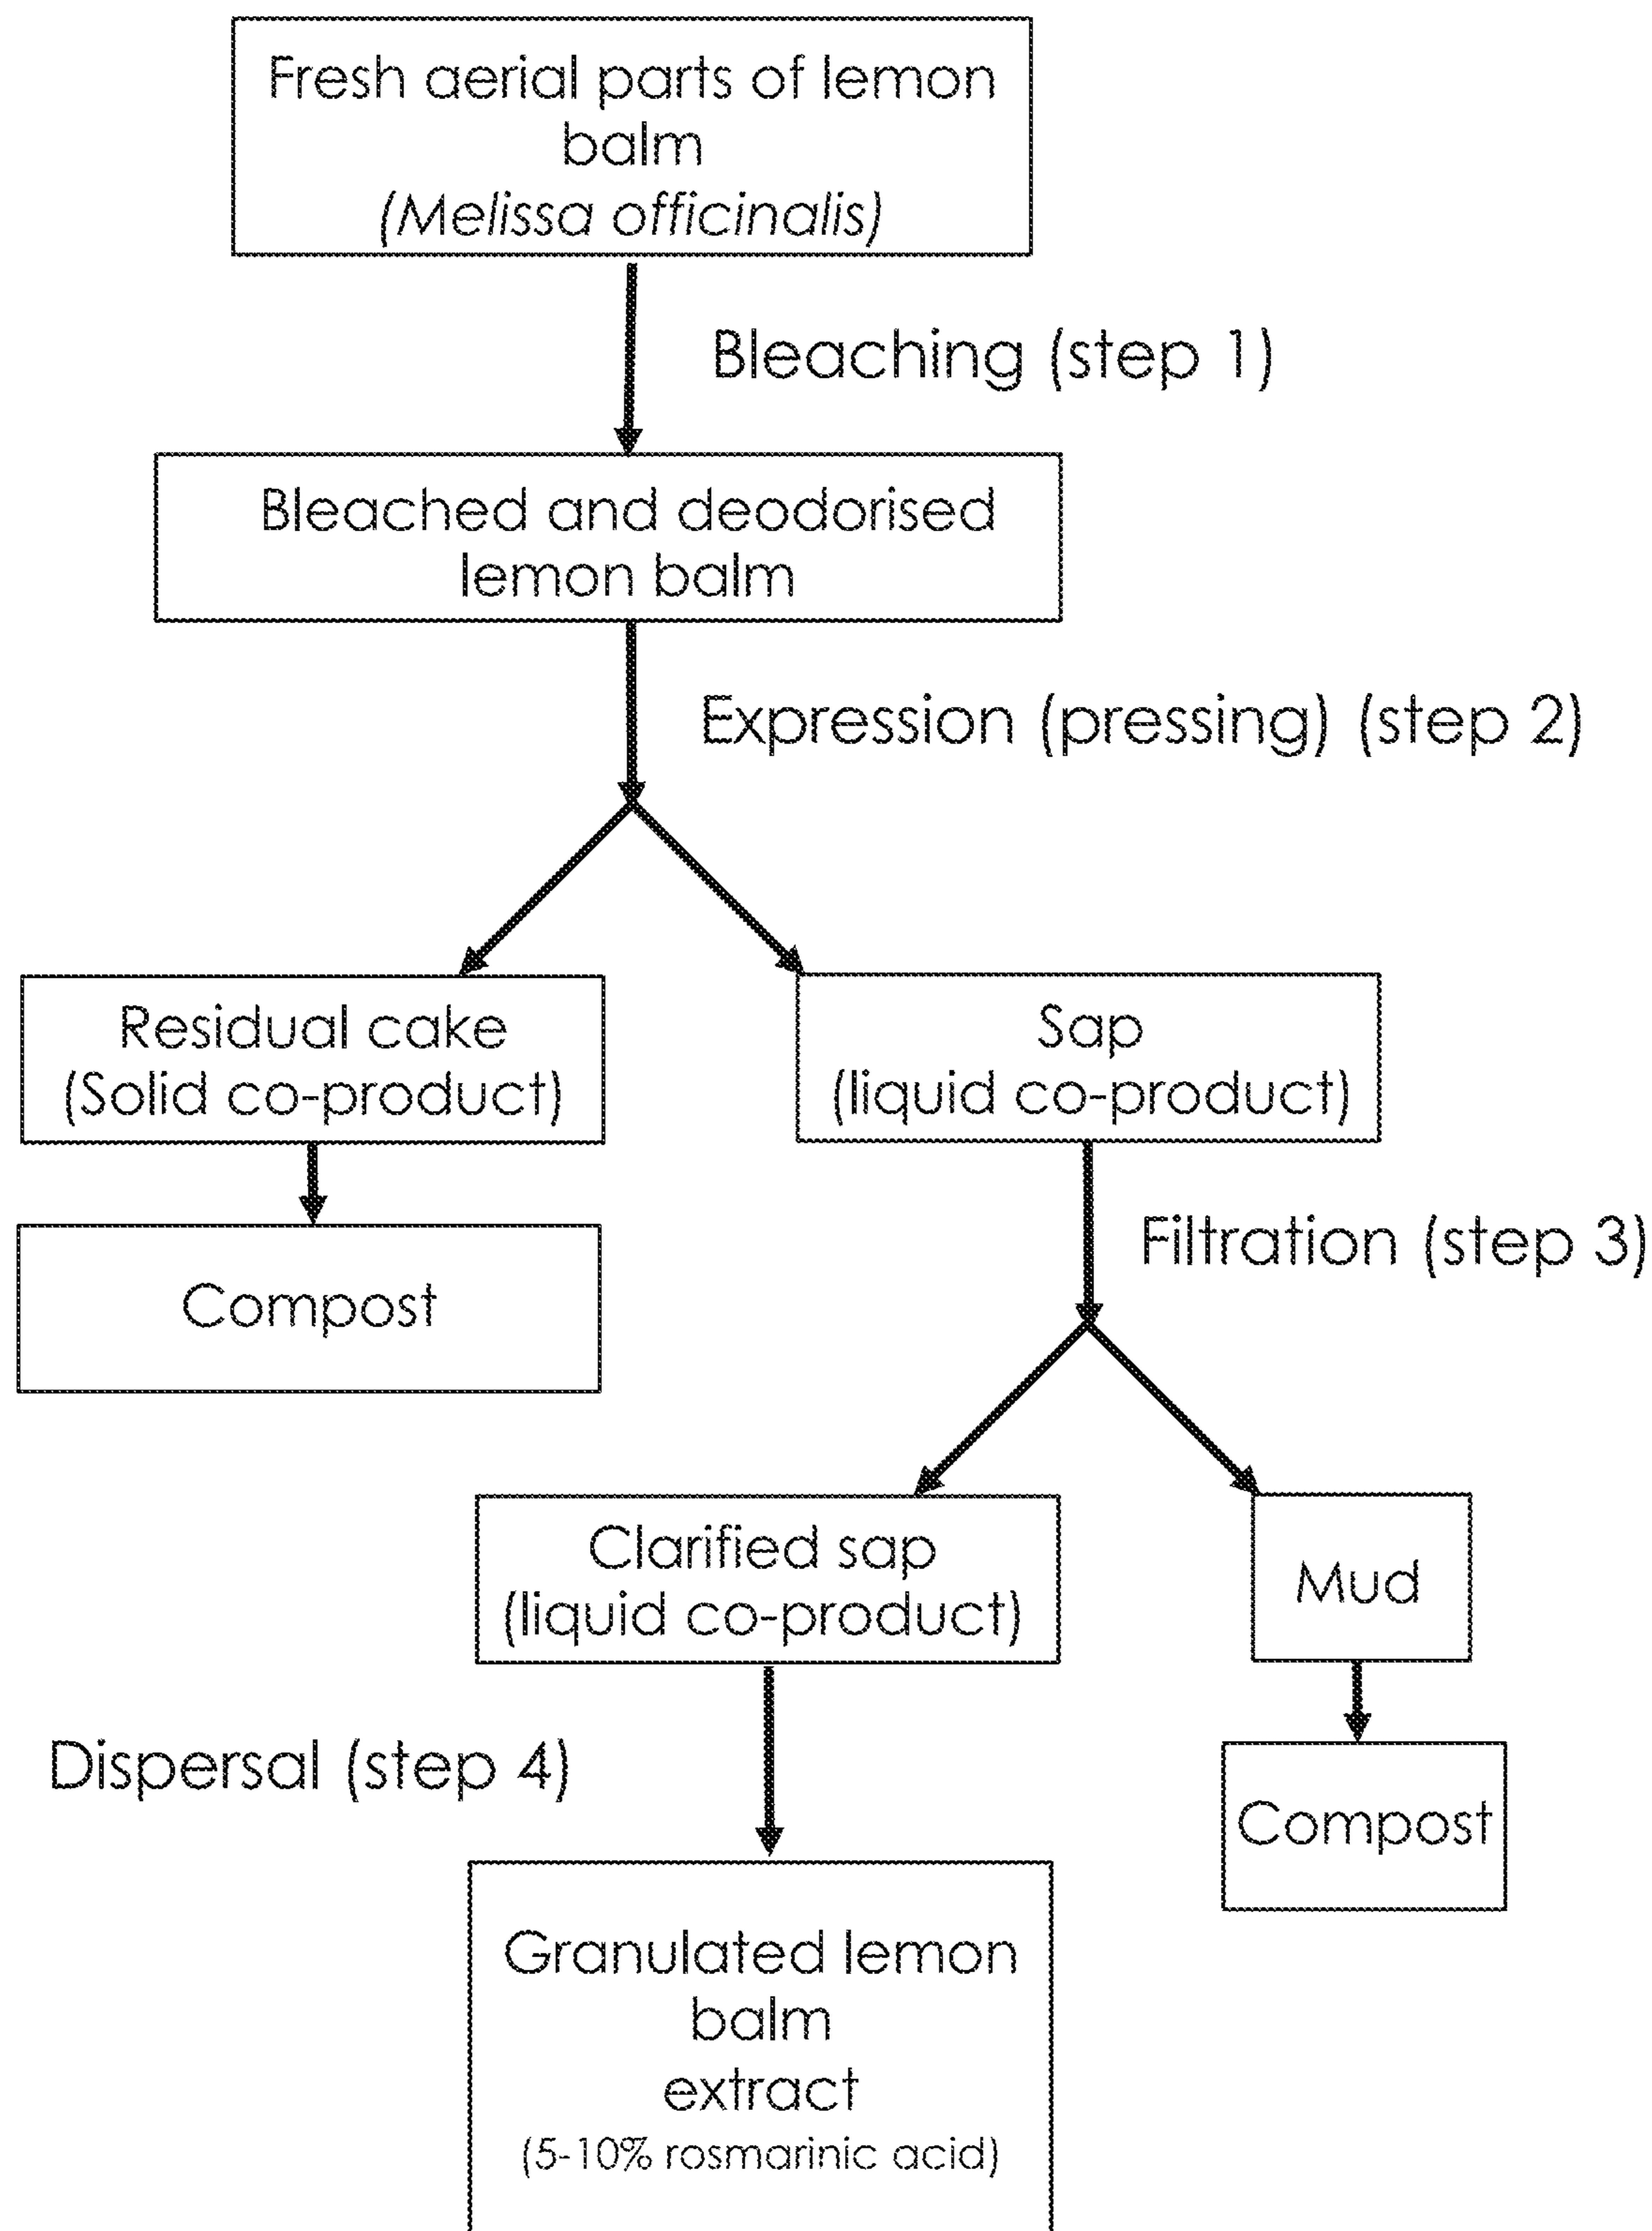 Fresh aerial parts of lemon
balm
(Melissa officinalis)
Bleaching (step 1)
Bleached and deodorised
lemon balm
Expression (pressing) (step 2)
Residual cake
(Solid co-product)
Sap
(liquid co-product)
Compost
Filtration (step 3)
Clarified sap
(liquid co-product)
Mud
Dispersal (step 4)
Compost
Granulated lemon
balm
extract
(5-10% rosmarinic acid)